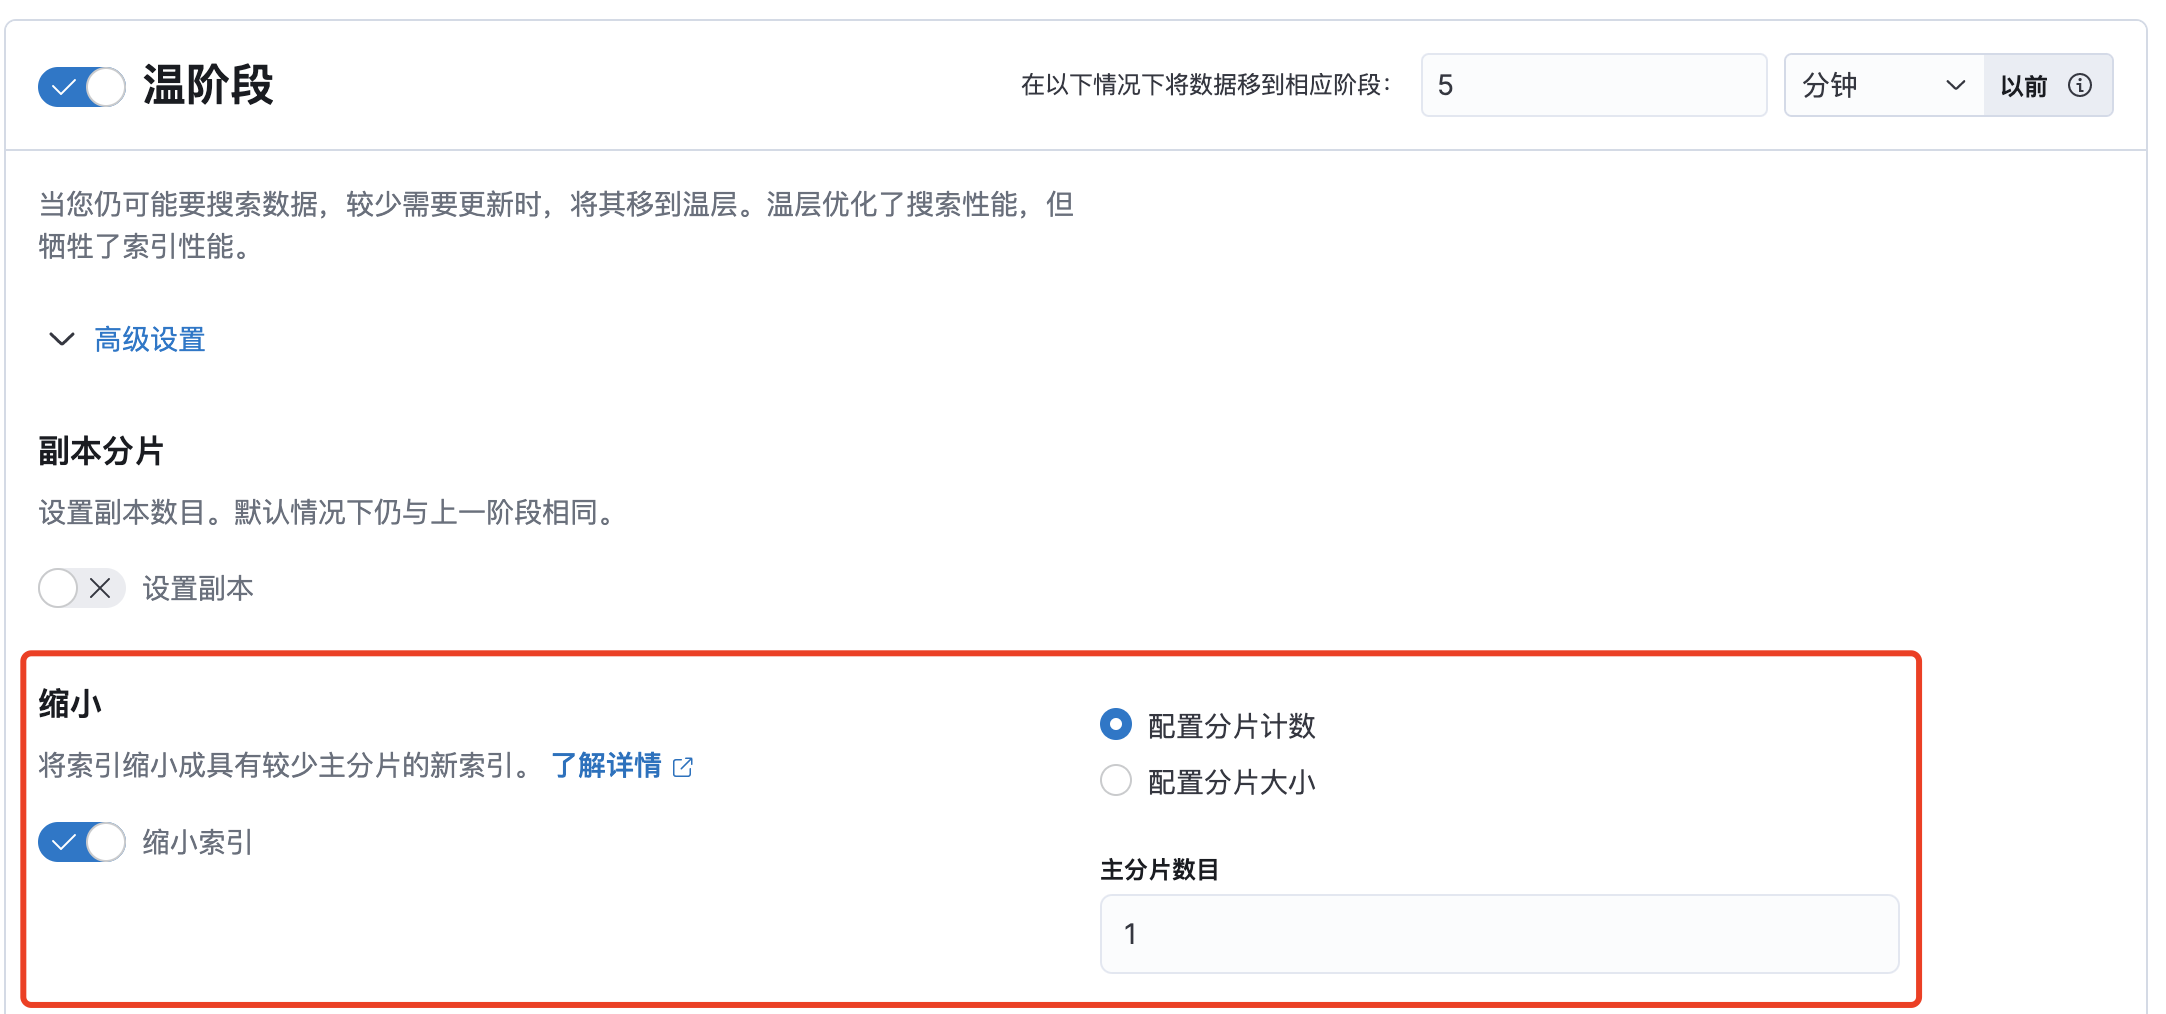 温阶段
在以下情况下将数据移到相应阶段：
5
分钟
以前
当您仍可能要搜索数据，较少需要更新时，将其移到温层。温层优化了搜索性能，但
牺牲了索引性能。
高级设置
副本分片
设置副本数目。默认情况下仍与上一阶段相同。
设置副本
缩小
将索引缩小成具有较少主分片的新索引。 了解详情
缩小索引
配置分片计数
配置分片大小
主分片数目
1